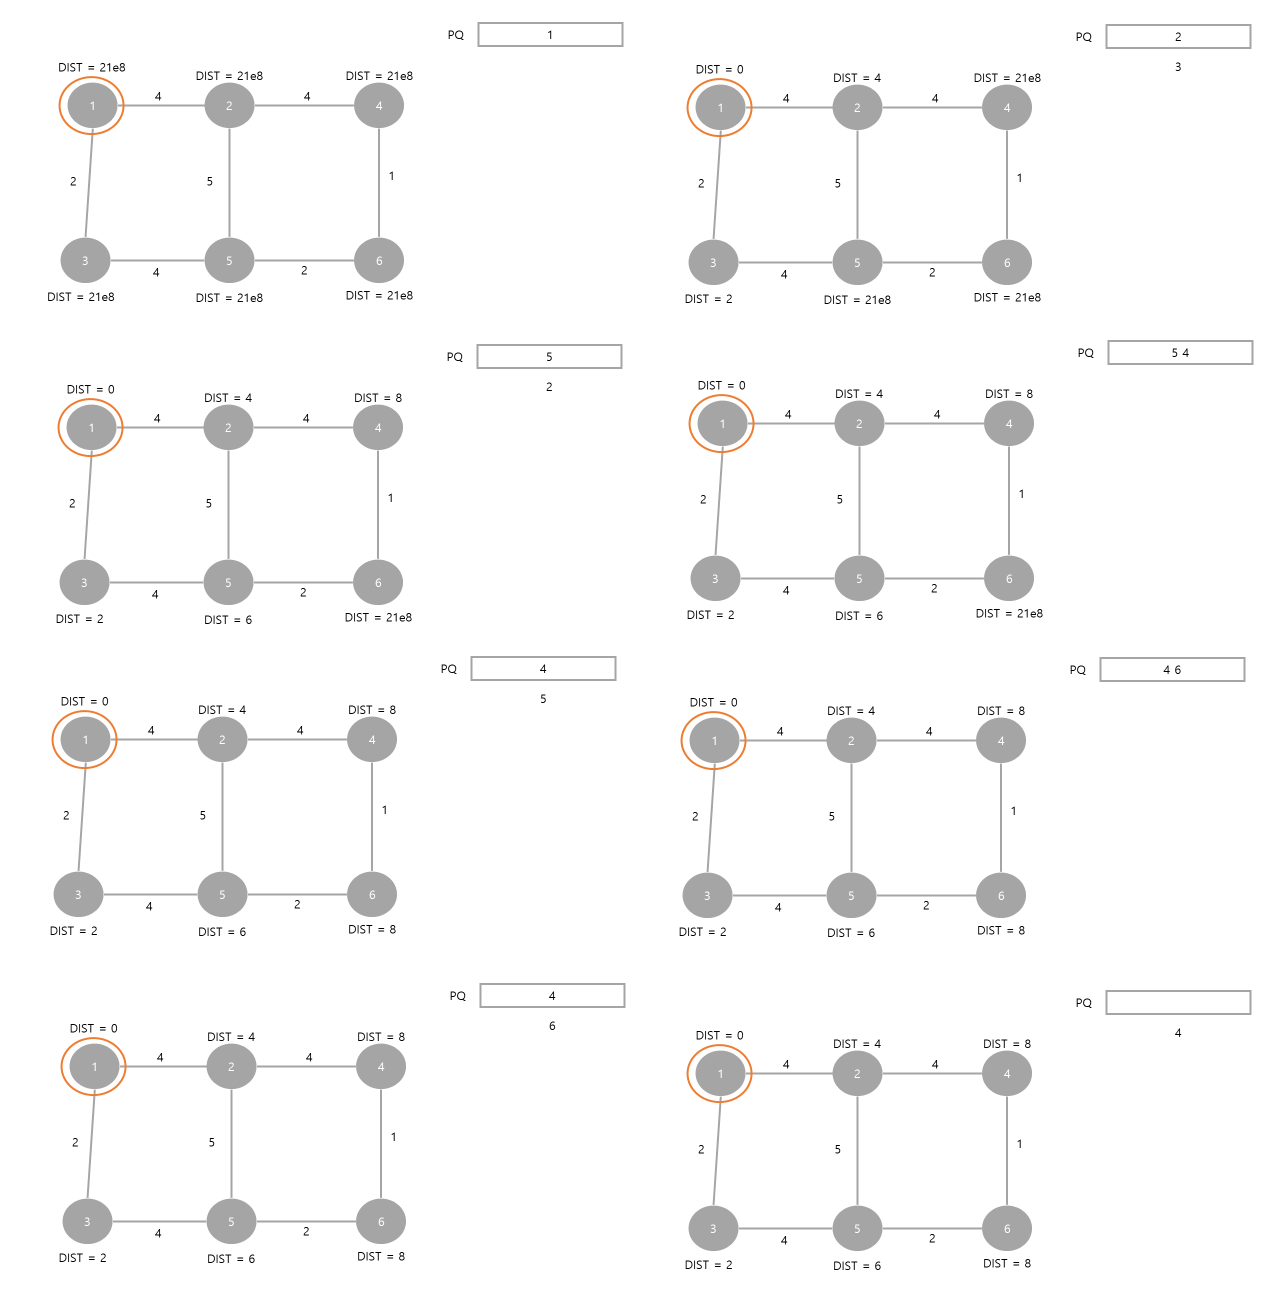 PQ 1
DIST = 21e8 DIST = 21e8 DIST = 21e8
1 4 2 4 4
2 5 1
3 4 5 2 6
DIST = 21e8 DIST = 21e8 DIST = 21e8
PQ 2
3
DIST = 0 DIST = 4 DIST = 21e8
1 4 2 4 4
2 5 1
3 4 5 2 6
DIST = 2 DIST = 21e8 DIST = 21e8
PQ 5
2
DIST = 0 DIST = 4 DIST = 8
1 4 2 4 4
2 5 1
3 4 5 2 6
DIST = 2 DIST = 6 DIST = 21e8
PQ 5 4
DIST = 0 DIST = 4 DIST = 8
1 4 2 4 4
2 5 1
3 4 5 2 6
DIST = 2 DIST = 6 DIST = 21e8
PQ 4
5
DIST = 0 DIST = 4 DIST = 8
1 4 2 4 4
2 5 1
3 4 5 2 6
DIST = 2 DIST = 6 DIST = 8
PQ 4 6
DIST = 0 DIST = 4 DIST = 8
1 4 2 4 4
2 5 1
3 4 5 2 6
DIST = 2 DIST = 6 DIST = 8
PQ 4
6
DIST = 0 DIST = 4 DIST = 8
1 4 2 4 4
2 5 1
3 4 5 2 6
DIST = 2 DIST = 6 DIST = 8
PQ
4
DIST = 0 DIST = 4 DIST = 8
1 4 2 4 4
2 5 1
3 4 5 2 6
DIST = 2 DIST = 6 DIST = 8